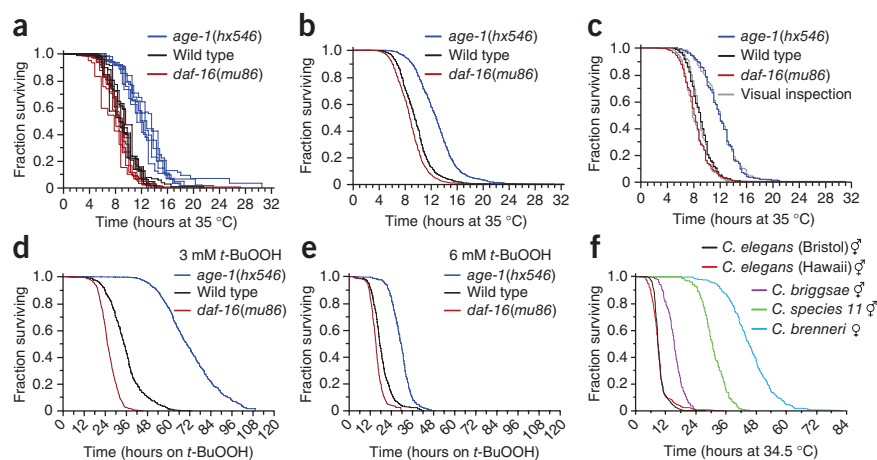 a
age-1(hx546)
Wild type
daf-16(mu86)
Fraction surviving
1.0
0.8
0.6
0.4
0.2
0
0 4 8 12 16 20 24 28 32
Time (hours at 35 °C)
b
age-1(hx546)
Wild type
daf-16(mu86)
Fraction surviving
1.0
0.8
0.6
0.4
0.2
0
0 4 8 12 16 20 24 28 32
Time (hours at 35 °C)
c
age-1(hx546)
Wild type
daf-16(mu86)
Visual inspection
Fraction surviving
1.0
0.8
0.6
0.4
0.2
0
0 4 8 12 16 20 24 28 32
Time (hours at 35 °C)
d
3 mM t-BuOOH
age-1(hx546)
Wild type
daf-16(mu86)
Fraction surviving
1.0
0.8
0.6
0.4
0.2
0
0 12 24 36 48 60 72 84 96 108 120
Time (hours on t-BuOOH)
e
6 mM t-BuOOH
age-1(hx546)
Wild type
daf-16(mu86)
Fraction surviving
1.0
0.8
0.6
0.4
0.2
0
0 12 24 36 48 60 72 84 96 108 120
Time (hours on t-BuOOH)
f
C. elegans (Bristol) ⚥
C. elegans (Hawaii) ⚥
C. briggsae ⚥
C. species 11 ⚥
C. brenneri ♀
Fraction surviving
1.0
0.8
0.6
0.4
0.2
0
0 12 24 36 48 60 72 84
Time (hours at 34.5 °C)